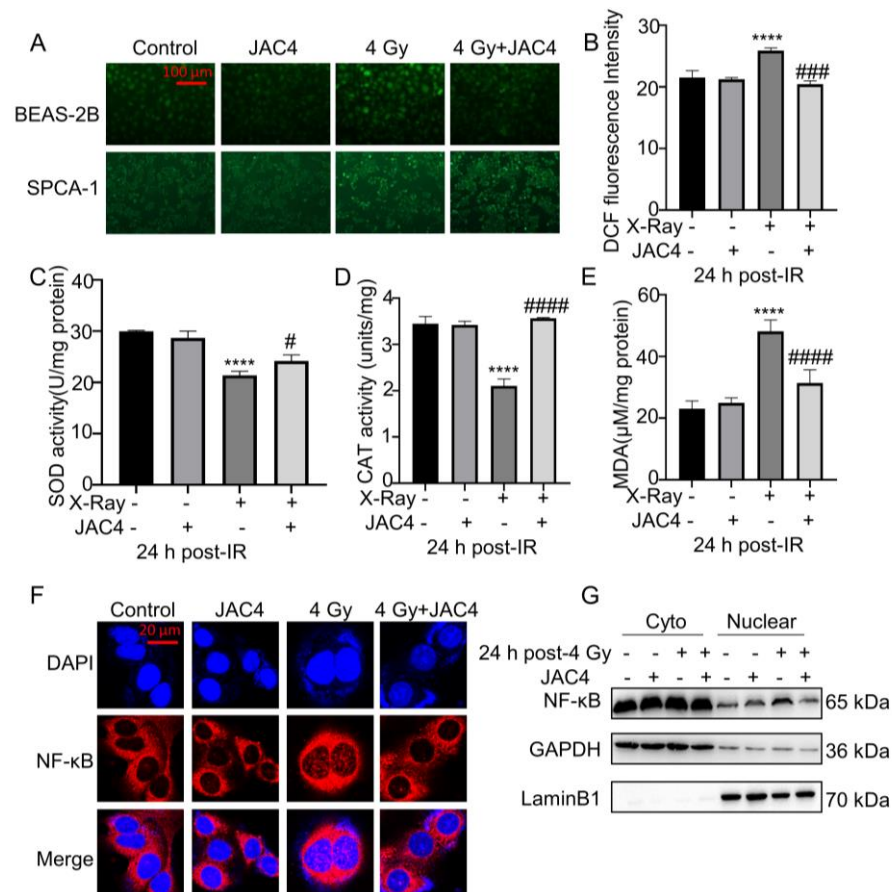 A
Control JAC4 4 Gy 4 Gy+JAC4
100 μm
BEAS-2B
SPCA-1
B
DCF fluorescence Intensity
30
20
10
0
****
###
X-Ray - - + +
JAC4 - + - +
24 h post-IR
C
SOD activity(U/mg protein)
40
30
20
10
0
****
#
X-Ray - - + +
JAC4 - + - +
24 h post-IR
D
CAT activity (units/mg)
4
3
2
1
0
****
####
X-Ray - - + +
JAC4 - + - +
24 h post-IR
E
MDA(μM/mg protein)
60
40
20
0
****
####
X-Ray - - + +
JAC4 - + - +
24 h post-IR
F
Control JAC4 4 Gy 4 Gy+JAC4
20 μm
DAPI
NF-κB
Merge
G
Cyto Nuclear
24 h post-4 Gy - - + + - - + +
JAC4 - + - + - + - +
NF-κB 65 kDa
GAPDH 36 kDa
LaminB1 70 kDa